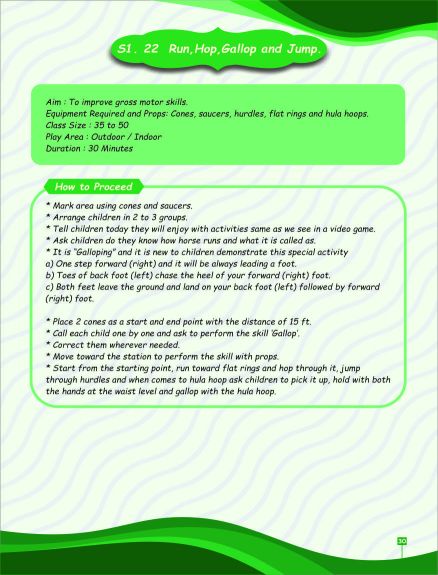 S1. 22 Run,Hop,Gallop and Jump.
Aim : To improve gross motor skills.
Equipment Required and Props: Cones, saucers, hurdles, flat rings and hula hoops.
Class Size : 35 to 50
Play Area : Outdoor / Indoor
Duration : 30 Minutes
How to Proceed
* Mark area using cones and saucers.
* Arrange children in 2 to 3 groups.
* Tell children today they will enjoy with activities same as we see in a video game.
* Ask children do they know how horse runs and what it is called as.
* It is "Galloping" and it is new to children demonstrate this special activity
a) One step forward (right) and it will be always leading a foot.
b) Toes of back foot (left) chase the heel of your forward (right) foot.
c) Both feet leave the ground and land on your back foot (left) followed by forward
(right) foot.
* Place 2 cones as a start and end point with the distance of 15 ft.
* Call each child one by one and ask to perform the skill 'Gallop'.
* Correct them wherever needed.
* Move toward the station to perform the skill with props.
* Start from the starting point, run toward flat rings and hop through it, jump
through hurdles and when comes to hula hoop ask children to pick it up, hold with both
the hands at the waist level and gallop with the hula hoop.
30